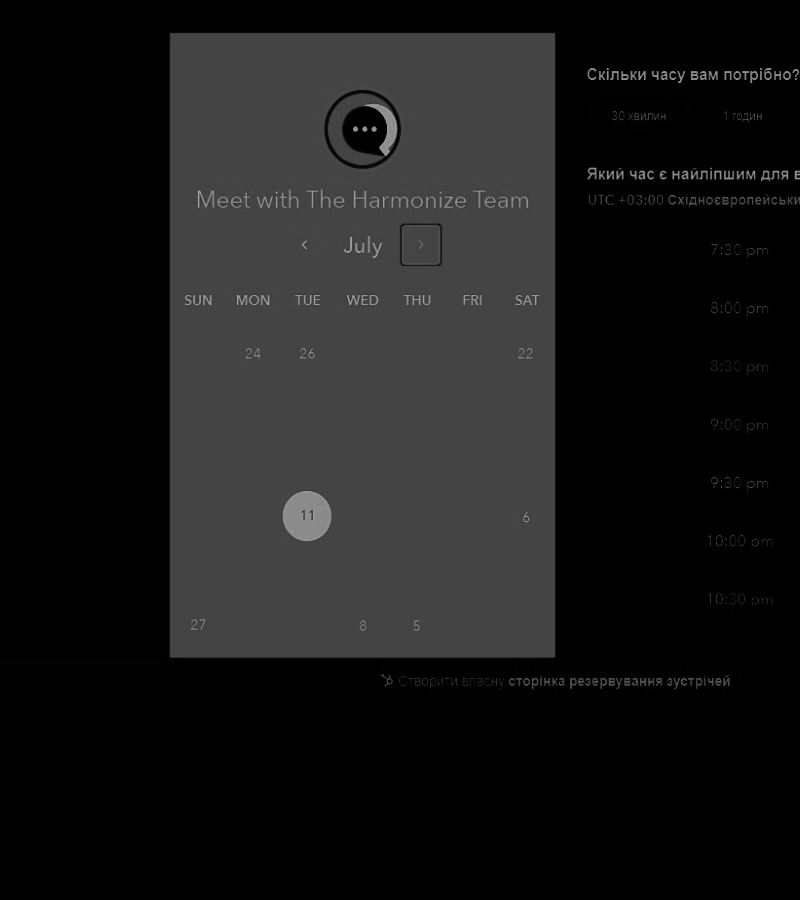 Скільки часу вам потрібно?
30 хвилин 1 годин
Meet with The Harmonize Team
July
SUN MON TUE WED THU FRI SAT
24 26 22
11 6
27 8 5
Який час є найліпшим для в
UTC +03:00 Східноєвропейськи
7:30 pm
8:00 pm
8:30 pm
9:00 pm
9:30 pm
10:00 pm
10:30 pm
Створити власну сторінка резервування зустрічей